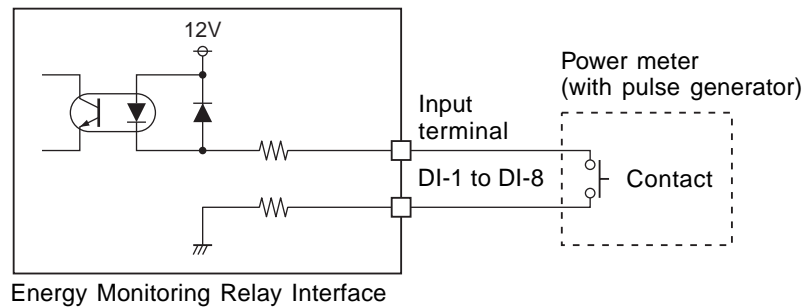 12V
Power meter
(with pulse generator)
Input
terminal
DI-1 to DI-8
Contact
Energy Monitoring Relay Interface